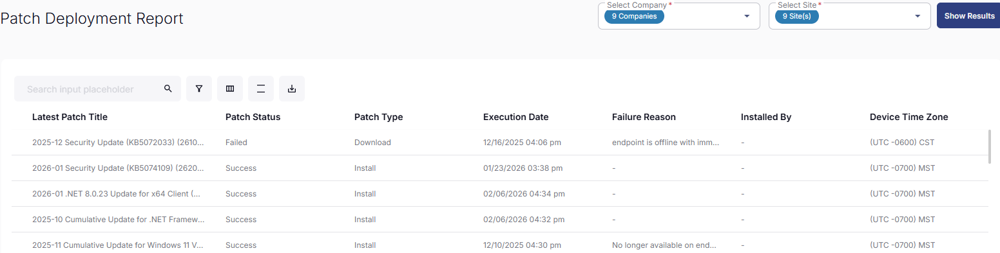 Patch Deployment Report
Select Company *
9 Companies
Select Site *
9 Site(s)
Show Results
Search input placeholder
Latest Patch Title Patch Status Patch Type Execution Date Failure Reason Installed By Device Time Zone
2025-12 Security Update (KB5072033) (2610... Failed Download 12/16/2025 04:06 pm endpoint is offline with imm... - (UTC -0600) CST
2026-01 Security Update (KB5074109) (2620... Success Install 01/23/2026 03:38 pm - - (UTC -0700) MST
2026-01 .NET 8.0.23 Update for x64 Client (... Success Install 02/06/2026 04:34 pm - - (UTC -0700) MST
2025-10 Cumulative Update for .NET Framew... Success Install 02/06/2026 04:32 pm - - (UTC -0700) MST
2025-11 Cumulative Update for Windows 11 V... Success Install 12/10/2025 04:30 pm No longer available on end... - (UTC -0700) MST